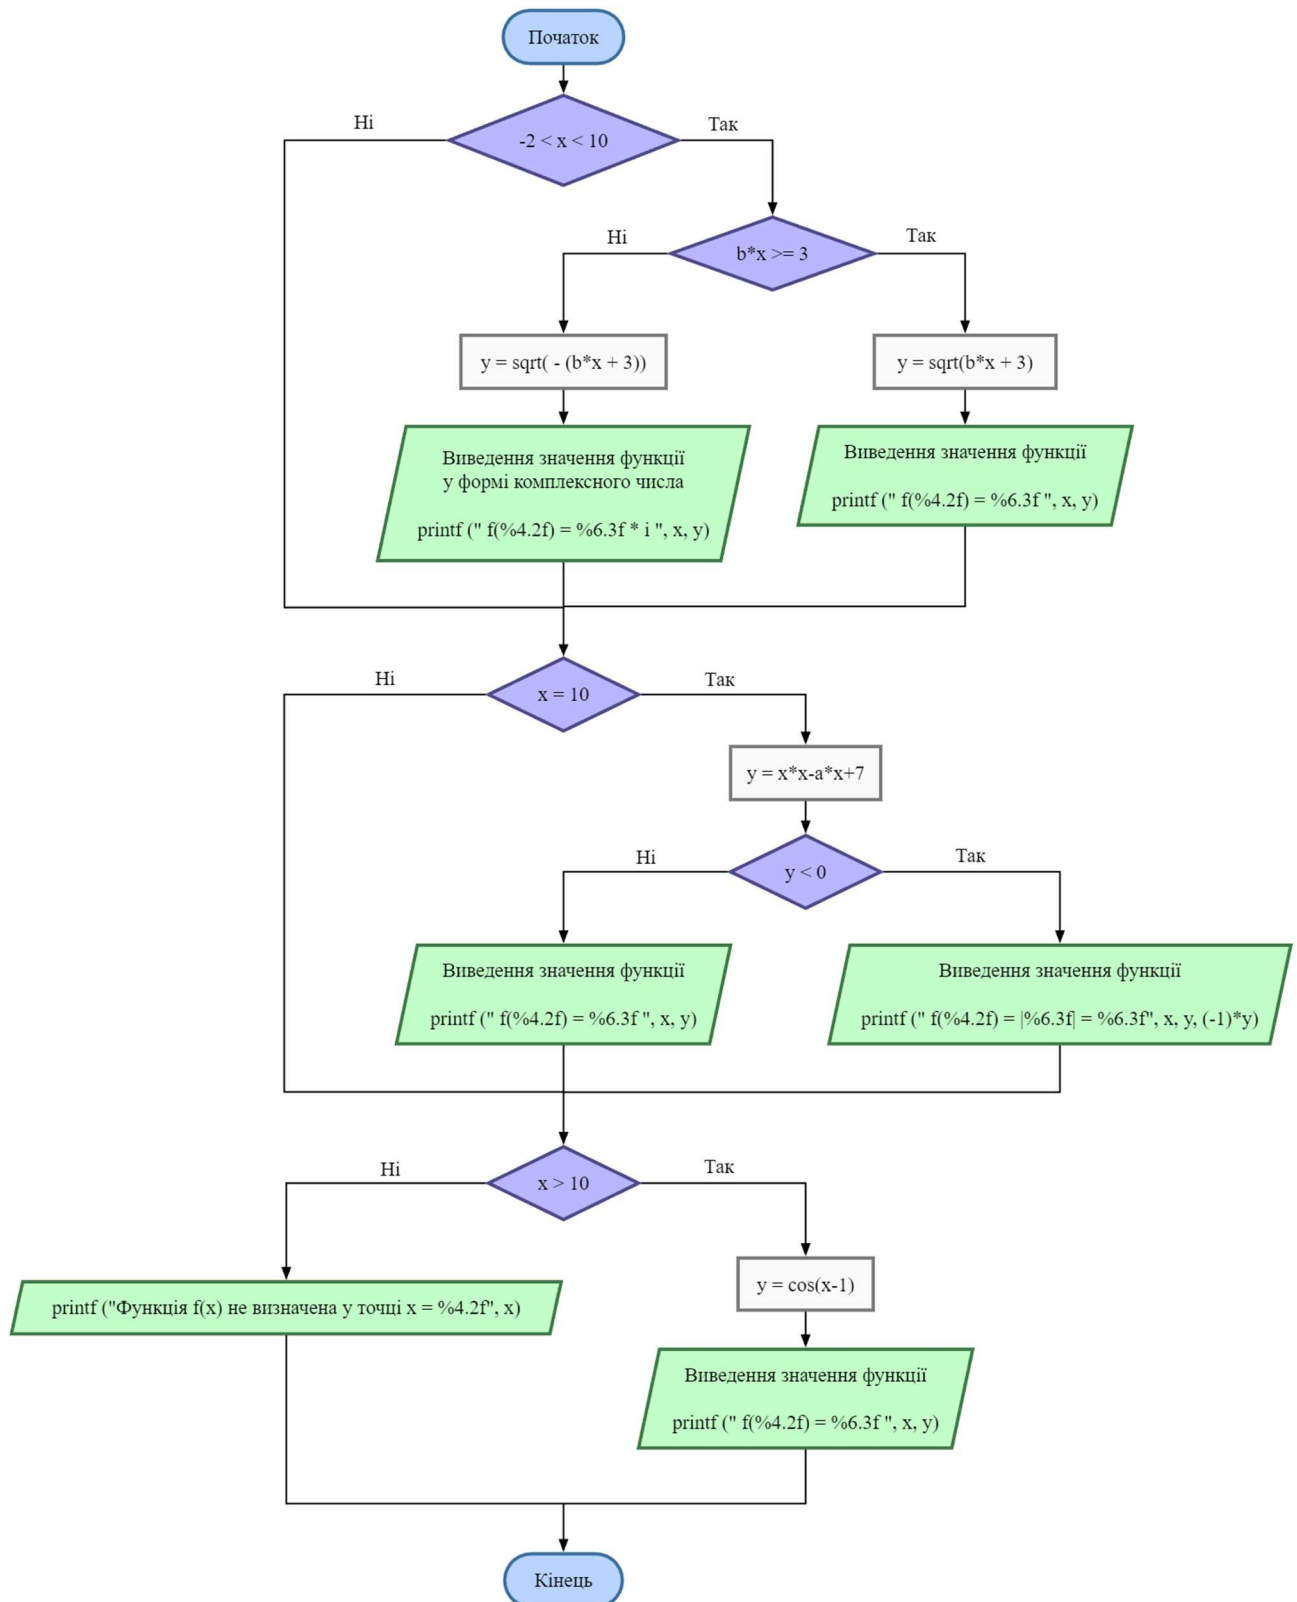 Початок
-2 < x < 10
Ні
Так
b*x >= 3
Ні
Так
y = sqrt( - (b*x + 3))
y = sqrt(b*x + 3)
Виведення значення функції
у формі комплексного числа
printf (" f(%4.2f) = %6.3f * i ", x, y)
Виведення значення функції
printf (" f(%4.2f) = %6.3f ", x, y)
x = 10
Ні
Так
y = x*x-a*x+7
y < 0
Ні
Так
Виведення значення функції
printf (" f(%4.2f) = %6.3f ", x, y)
Виведення значення функції
printf (" f(%4.2f) = |%6.3f| = %6.3f", x, y, (-1)*y)
x > 10
Ні
Так
printf ("Функція f(x) не визначена у точці x = %4.2f", x)
y = cos(x-1)
Виведення значення функції
printf (" f(%4.2f) = %6.3f ", x, y)
Кінець